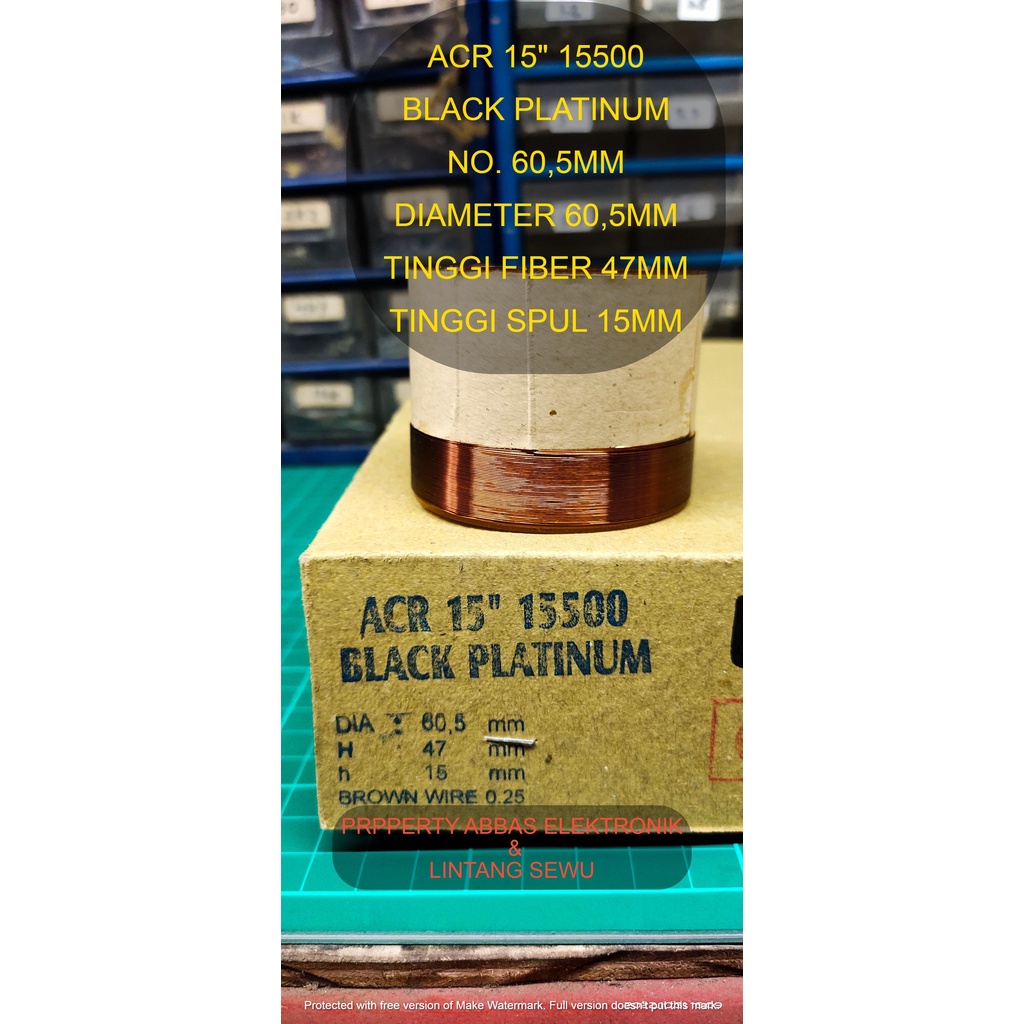 ACR 15" 15500
BLACK PLATINUM
NO. 60,5MM
DIAMETER 60,5MM
TINGGI FIBER 47MM
TINGGI SPUL 15MM
ACR 15" 15500
BLACK PLATINUM
DIA : 60,5 mm
H : 47 mm
h 15 mm
BROWN WIRE 0.25
PRPPERTY ABBAS ELEKTRONIK
&
LINTANG SEWU
Protected with free version of Make Watermark. Full version doesn't put this mark.